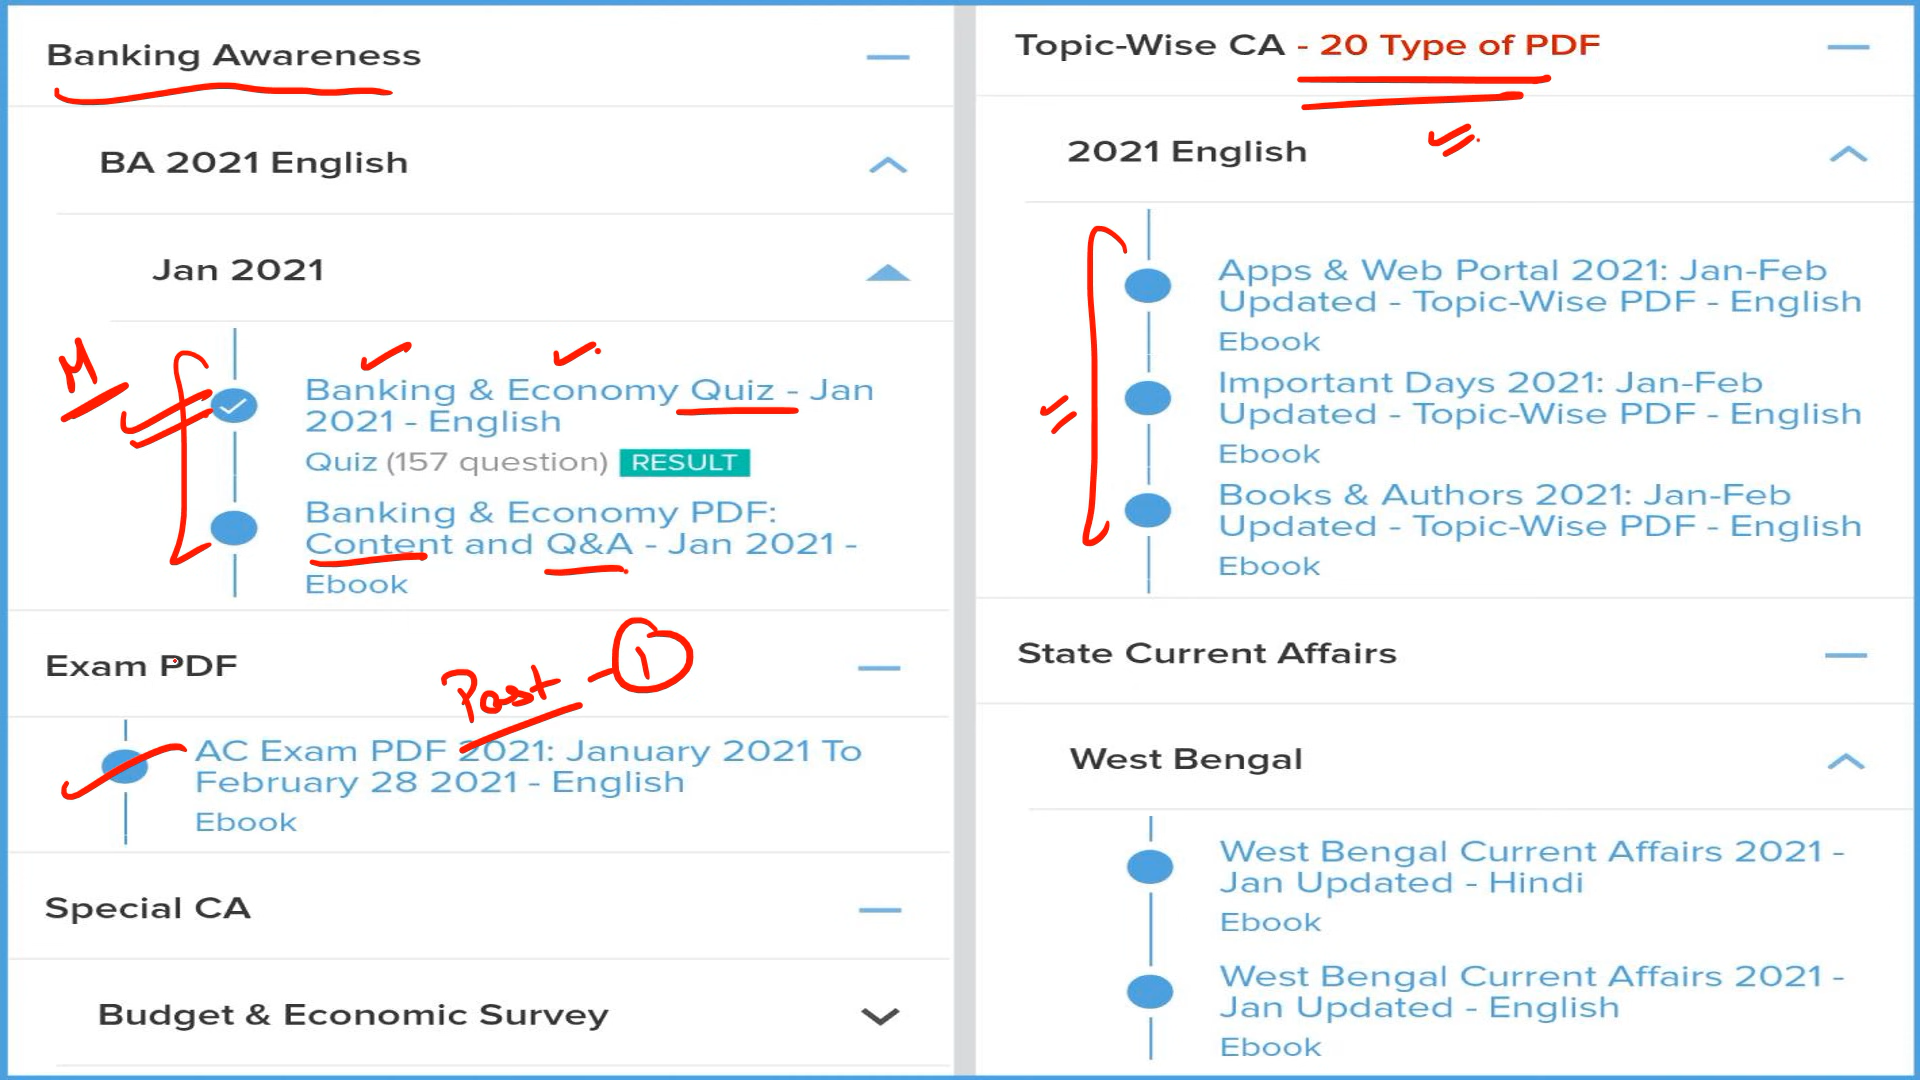 Banking Awareness
BA 2021 English
Jan 2021
M
Banking & Economy Quiz - Jan
2021 - English
Quiz (157 question) RESULT
Banking & Economy PDF:
Content and Q&A - Jan 2021 -
Ebook
Exam PDF
Past - 1
AC Exam PDF 2021: January 2021 To
February 28 2021 - English
Ebook
Special CA
Budget & Economic Survey
Topic-Wise CA - 20 Type of PDF
2021 English
Apps & Web Portal 2021: Jan-Feb
Updated - Topic-Wise PDF - English
Ebook
Important Days 2021: Jan-Feb
Updated - Topic-Wise PDF - English
Ebook
Books & Authors 2021: Jan-Feb
Updated - Topic-Wise PDF - English
Ebook
State Current Affairs
West Bengal
West Bengal Current Affairs 2021 -
Jan Updated - Hindi
Ebook
West Bengal Current Affairs 2021 -
Jan Updated - English
Ebook